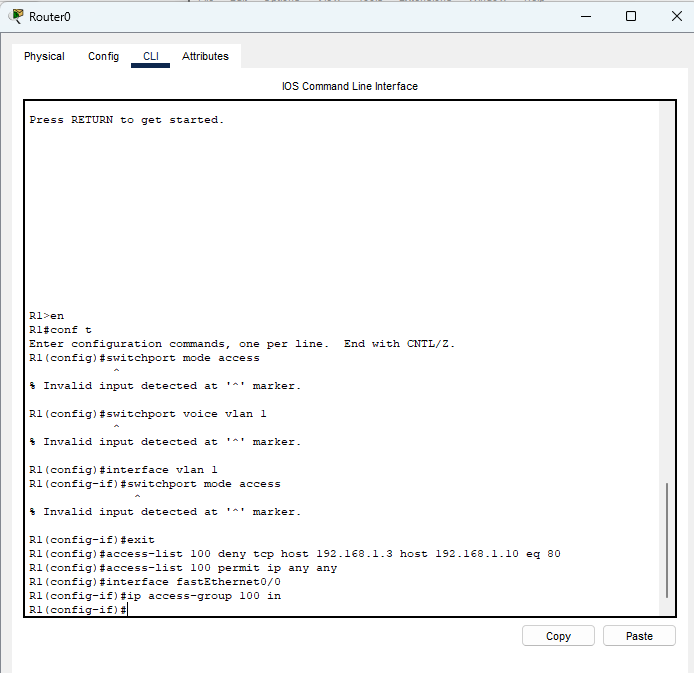 Router0
Physical Config CLI Attributes
IOS Command Line Interface
Press RETURN to get started.
R1>en
R1#conf t
Enter configuration commands, one per line.  End with CNTL/Z.
R1(config)#switchport mode access
^
% Invalid input detected at '^' marker.
R1(config)#switchport voice vlan 1
^
% Invalid input detected at '^' marker.
R1(config)#interface vlan 1
R1(config-if)#switchport mode access
^
% Invalid input detected at '^' marker.
R1(config-if)#exit
R1(config)#access-list 100 deny tcp host 192.168.1.3 host 192.168.1.10 eq 80
R1(config)#access-list 100 permit ip any any
R1(config)#interface fastEthernet0/0
R1(config-if)#ip access-group 100 in
R1(config-if)#
Copy Paste